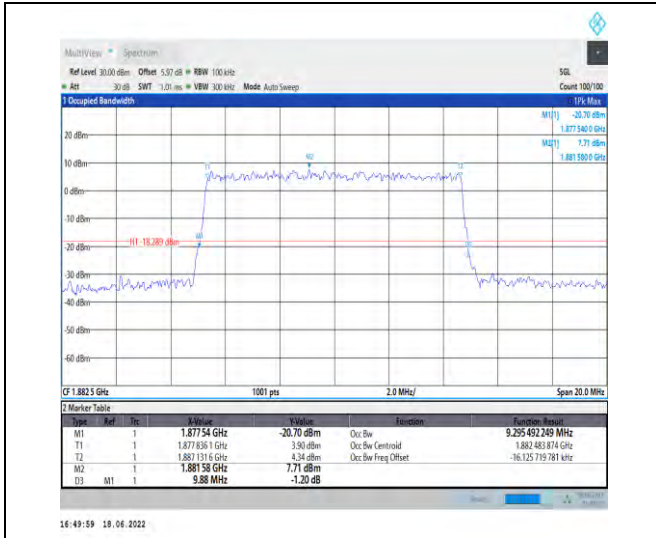 MultiView Spectrum
Ref Level 30.00 dBm Offset 5.97 dB RBW 100 kHz SGL
Att 30 dB SWT 1.01 ms VBW 300 kHz Mode Auto Sweep Count 100/100
1 Occupied Bandwidth 1Pk Max
M1[1] -20.70 dBm
1.877 540 0 GHz
20 dBm M2[1] 7.71 dBm
1.881 580 0 GHz
M2
10 dBm T1 T2
0 dBm
-10 dBm
H1 -18.289 dBm
-20 dBm
-30 dBm
-40 dBm
-50 dBm
-60 dBm
CF 1.882 5 GHz 1001 pts 2.0 MHz/ Span 20.0 MHz
2 Marker Table
Type Ref Trc X-Value Y-Value Function Function Result
M1 1 1.877 54 GHz -20.70 dBm Occ Bw 9.295 492 249 MHz
T1 1 1.877 836 1 GHz 3.90 dBm Occ Bw Centroid 1.882 483 874 GHz
T2 1 1.887 131 6 GHz 4.34 dBm Occ Bw Freq Offset -16.125 719 781 kHz
M2 1 1.881 58 GHz 7.71 dBm
D3 M1 1 9.88 MHz -1.20 dB
16:49:59 18.06.2022